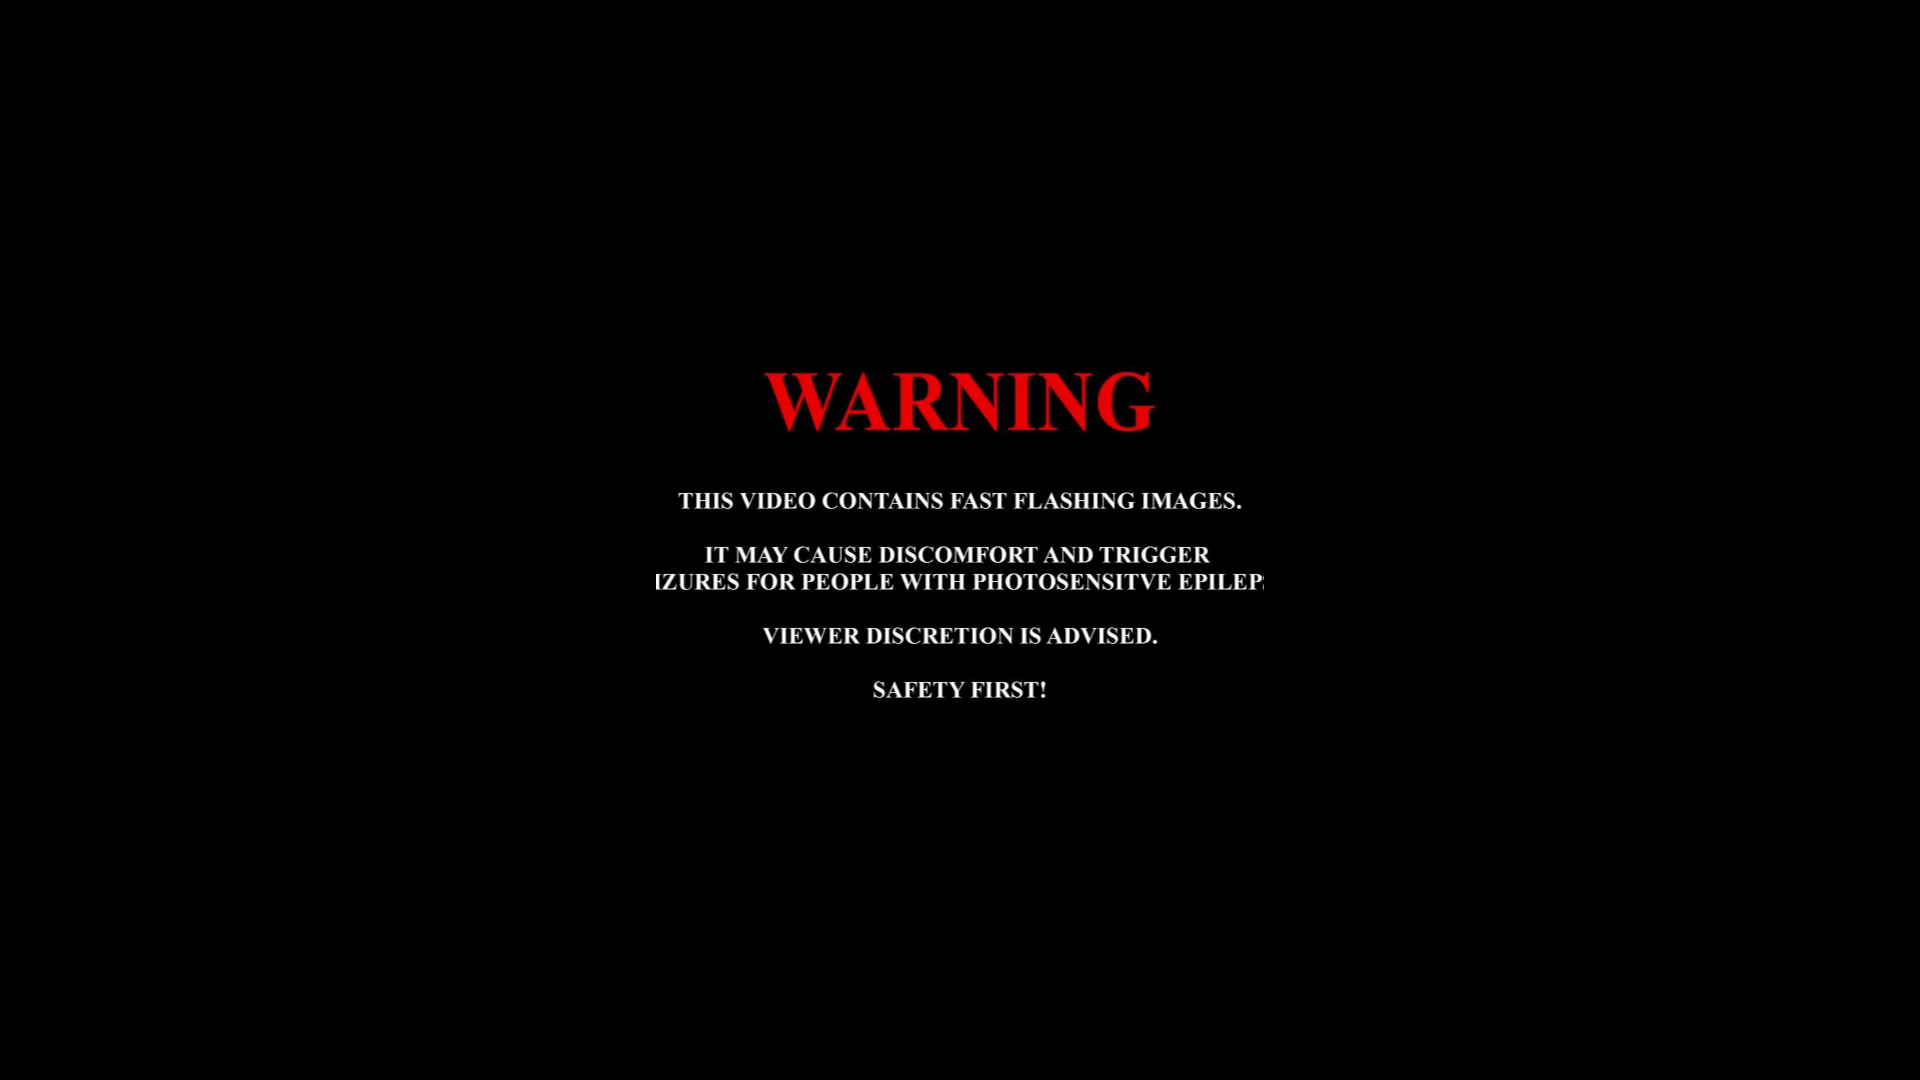 WARNING
THIS VIDEO CONTAINS FAST FLASHING IMAGES.
IT MAY CAUSE DISCOMFORT AND TRIGGER
IZURES FOR PEOPLE WITH PHOTOSENSITVE EPILEP
VIEWER DISCRETION IS ADVISED.
SAFETY FIRST!